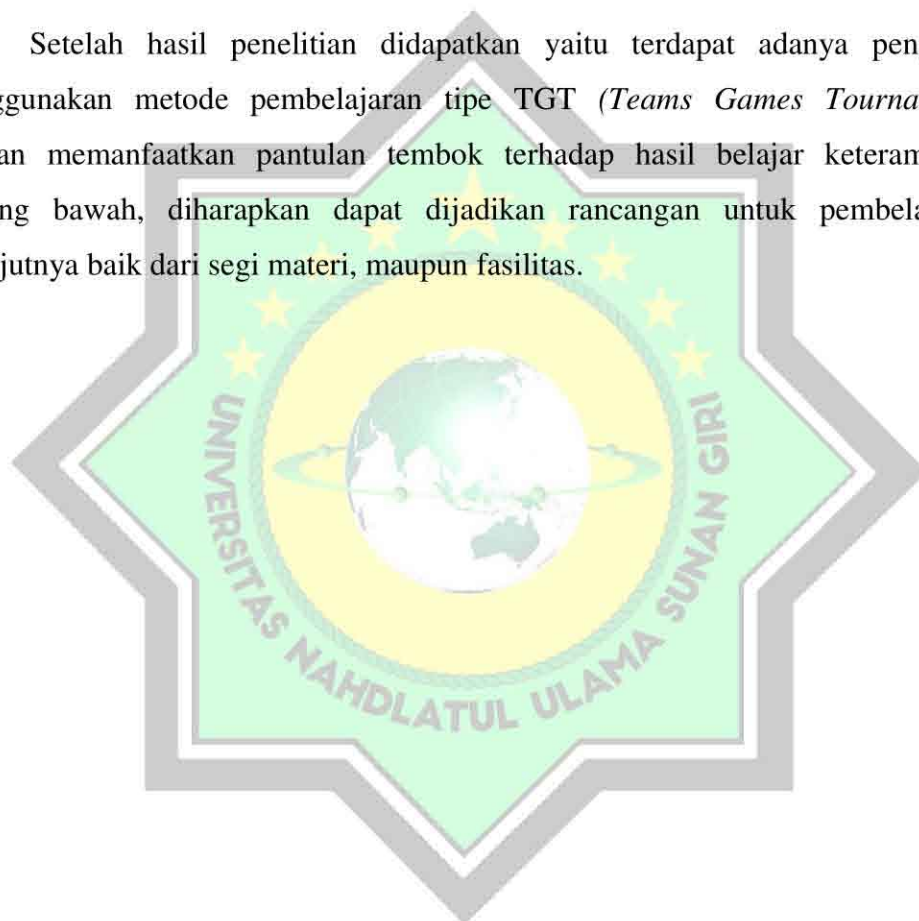 Setelah hasil penelitian didapatkan yaitu terdapat adanya pen
ggunakan metode pembelajaran tipe TGT (Teams Games Tourna
an memanfaatkan pantulan tembok terhadap hasil belajar keteram
ng bawah, diharapkan dapat dijadikan rancangan untuk pembela
jutnya baik dari segi materi, maupun fasilitas.
UNIVERSITAS NAHDLATUL ULAMA SUNAN GIRI